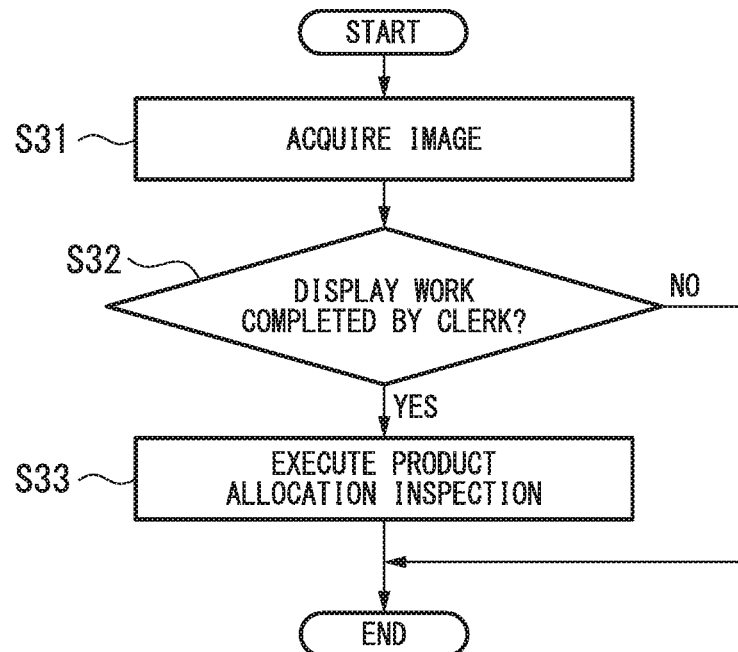 START
S31
ACQUIRE IMAGE
S32
DISPLAY WORK
COMPLETED BY CLERK?
NO
YES
S33
EXECUTE PRODUCT
ALLOCATION INSPECTION
END